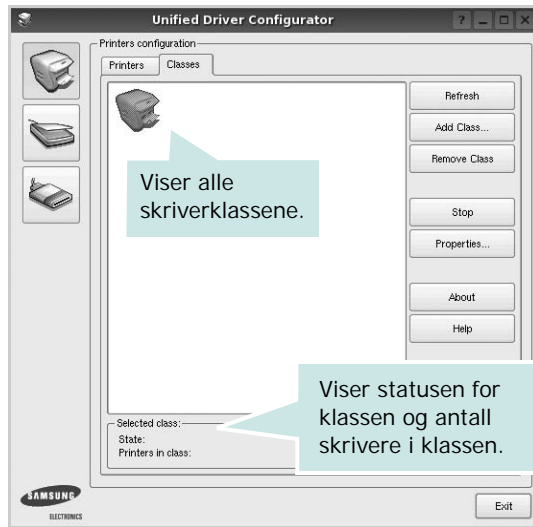 Unified Driver Configurator
?
Printers configuration
Printers
Classes
Refresh
Add Class...
Remove Class
Stop
Properties...
About
Help
Viser alle
skriverklassene.
Viser statusen for
klassen og antall
skrivere i klassen.
Selected class:
State:
Printers in class:
SAMSUNG
ELECTRONICS
Exit